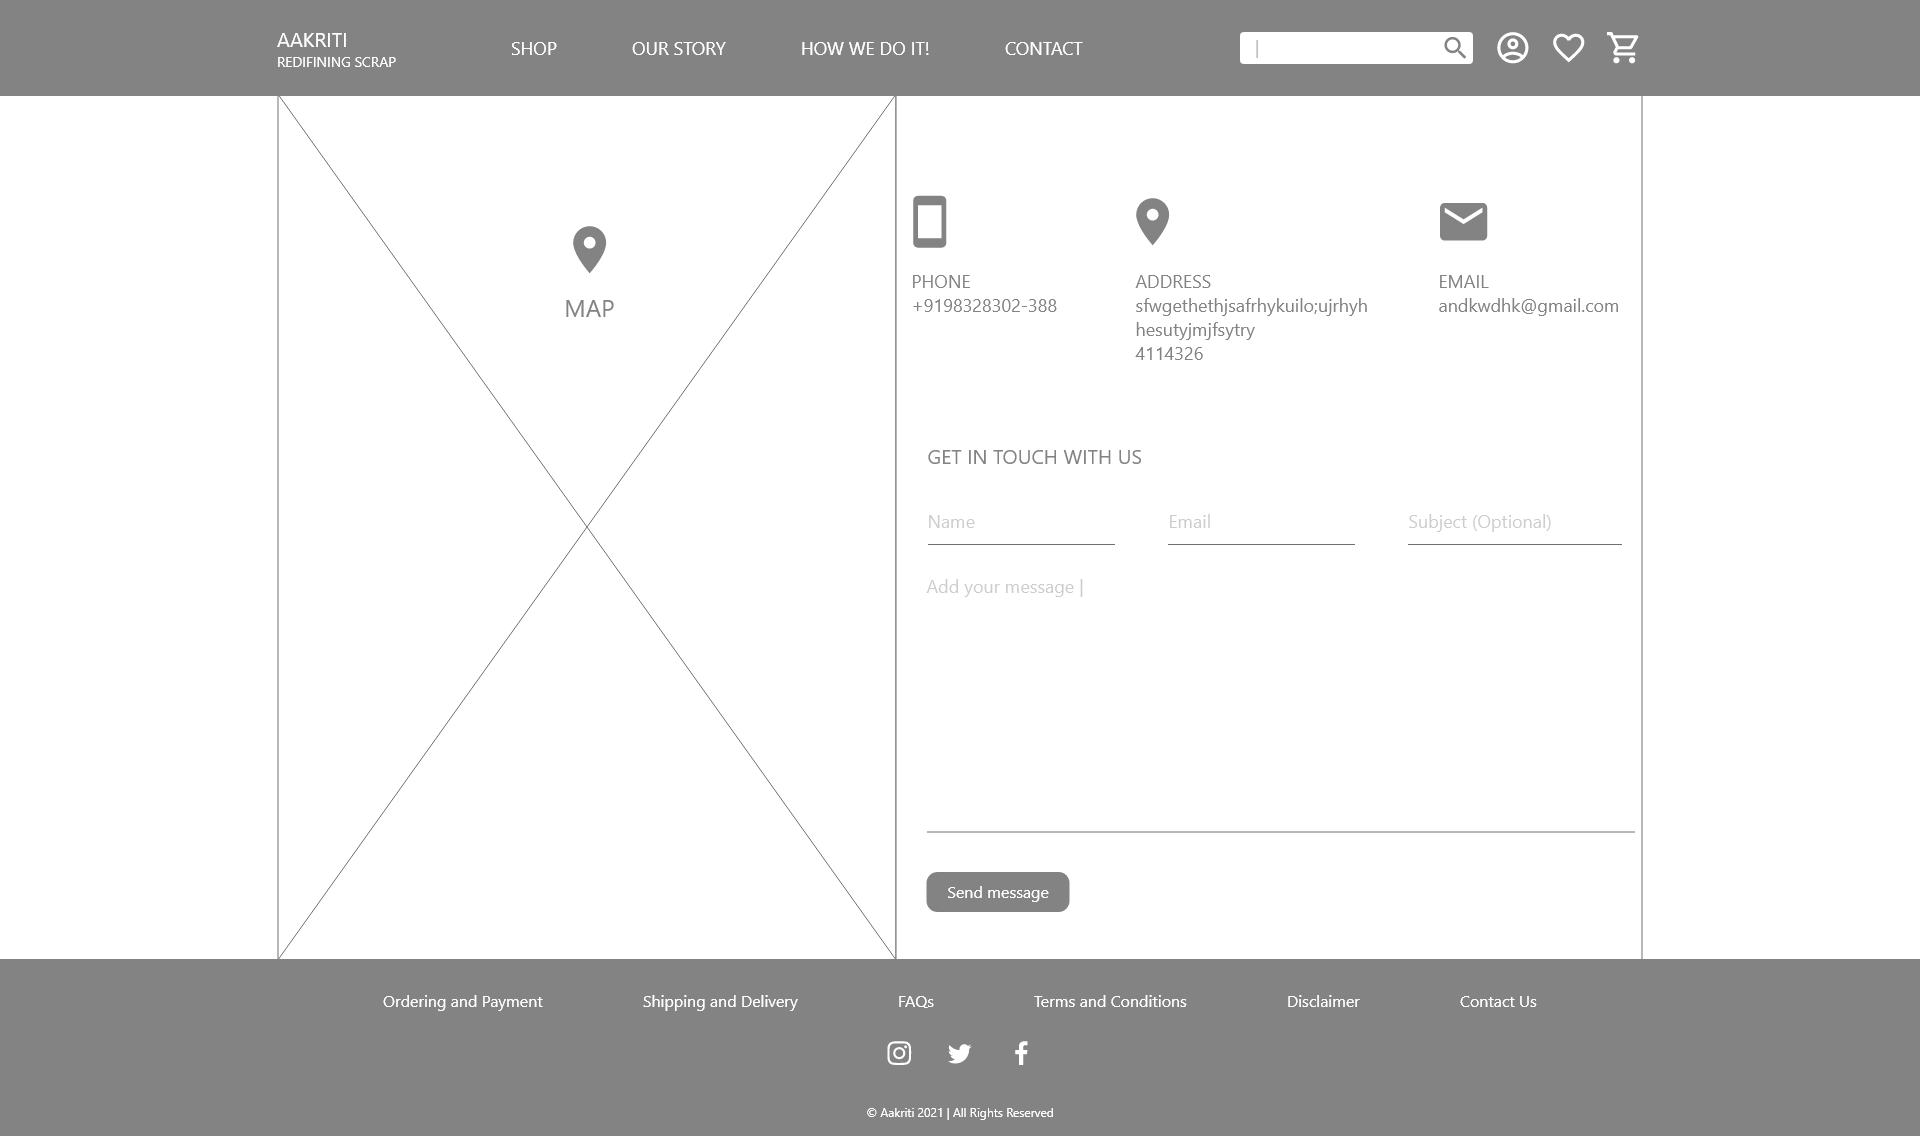 AAKRITI
REDIFINING SCRAP
SHOP
OUR STORY
HOW WE DO IT!
CONTACT
MAP
PHONE
+9198328302-388
ADDRESS
sfwgethethjsafrhykuilo;ujrhyh
hesutyjmjfsytry
4114326
EMAIL
andkwdhk@gmail.com
GET IN TOUCH WITH US
Name
Email
Subject (Optional)
Add your message |
Send message
Ordering and Payment
Shipping and Delivery
FAQs
Terms and Conditions
Disclaimer
Contact Us
© Aakriti 2021 | All Rights Reserved